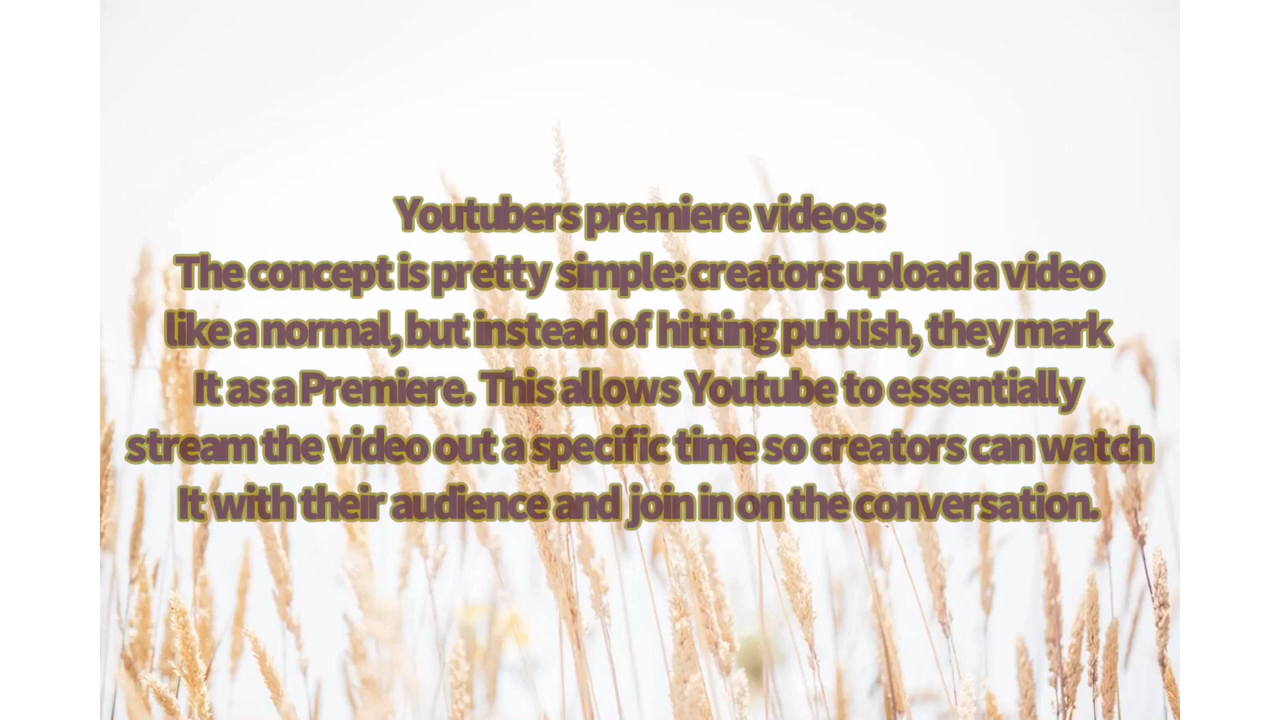 Youtubers premiere videos:
The concept is pretty simple: creators upload a video
like a normal, but instead of hitting publish, they mark
It as a Premiere. This allows Youtube to essentially
stream the video out a specific time so creators can watch
It with their audience and join in on the conversation.